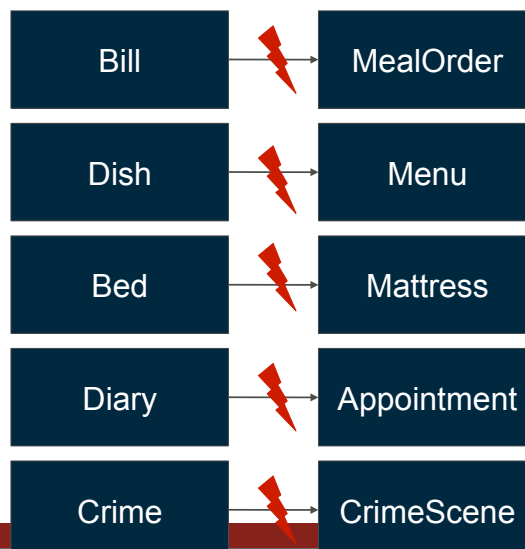 Bill MealOrder
Dish Menu
Bed Mattress
Diary Appointment
Crime CrimeScene